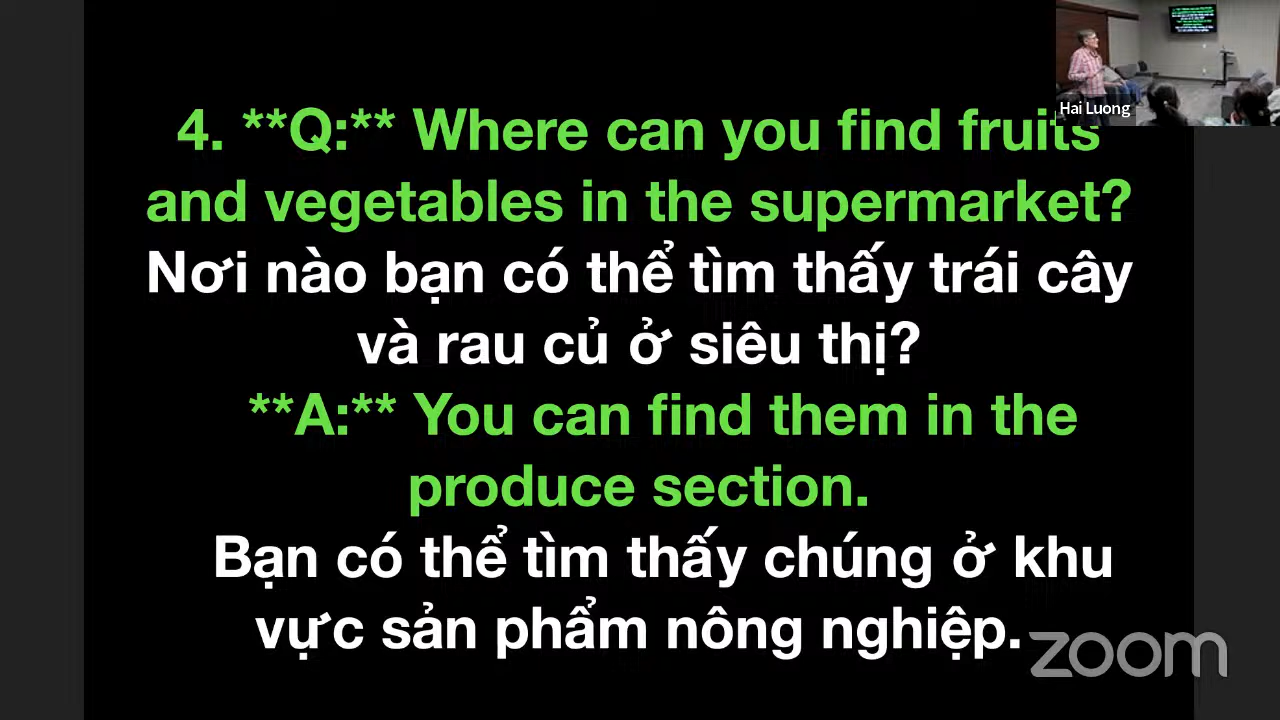 Hai Luong
4. **Q:** Where can you find fruits
and vegetables in the supermarket?
Nơi nào bạn có thể tìm thấy trái cây
và rau củ ở siêu thị?
**A:** You can find them in the
produce section.
Bạn có thể tìm thấy chúng ở khu
vực sản phẩm nông nghiệp.
zoom